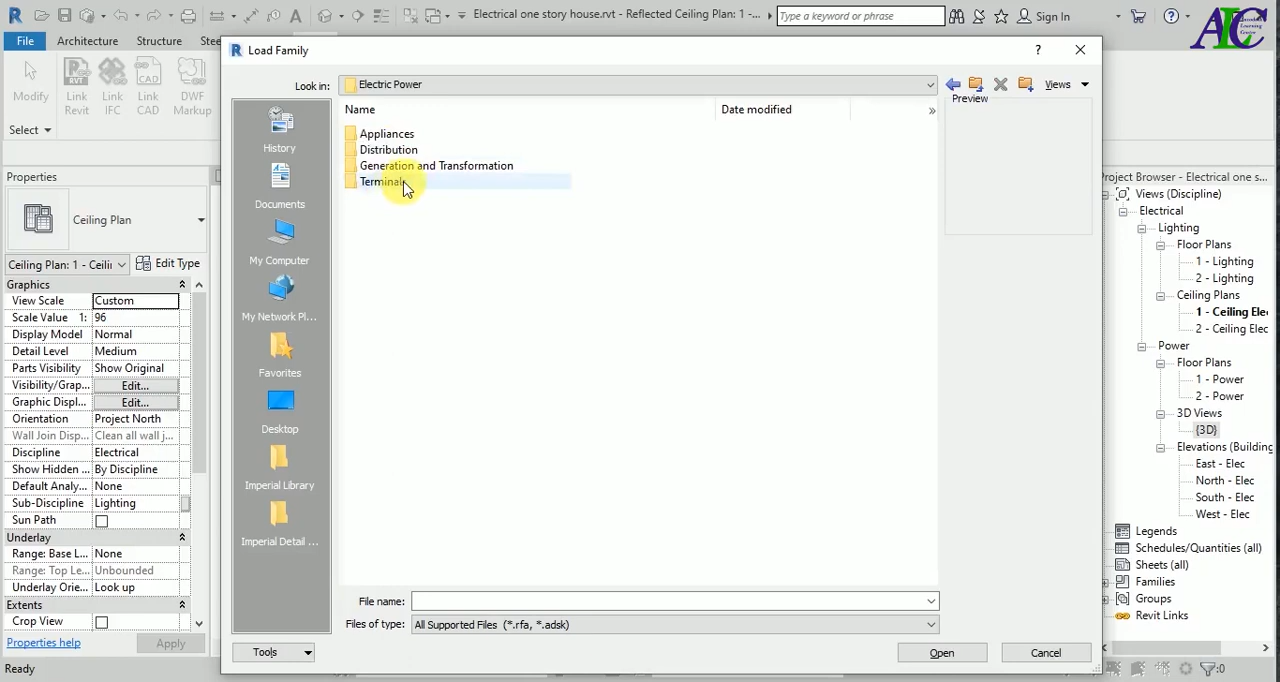 Electrical one story house.rvt - Reflected Ceiling Plan: 1 -...
Type a keyword or phrase
Sign In
ALC
File
Architecture
Structure
Load Family
Modify
Link Revit
Link IFC
Link CAD
DWF Markup
Select
Look in:
Electric Power
Views
Name
Date modified
Preview
Appliances
Distribution
Generation and Transformation
Terminals
History
Documents
My Computer
My Network Pl...
Favorites
Desktop
Imperial Library
Imperial Detail ...
File name:
Files of type:
All Supported Files (*.rfa, *.adsk)
Tools
Open
Cancel
Properties
Ceiling Plan
Ceiling Plan: 1 - Ceili
Edit Type
Graphics
View Scale Custom
Scale Value 1: 96
Display Model Normal
Detail Level Medium
Parts Visibility Show Original
Visibility/Grap... Edit...
Graphic Displ... Edit...
Orientation Project North
Wall Join Disp... Clean all wall j...
Discipline Electrical
Show Hidden ... By Discipline
Default Analy... None
Sub-Discipline Lighting
Sun Path
Underlay
Range: Base L... None
Range: Top Le... Unbounded
Underlay Orie... Look up
Extents
Crop View
Properties help
Apply
Ready
Project Browser - Electrical one s...
Views (Discipline)
Electrical
Lighting
Floor Plans
1 - Lighting
2 - Lighting
Ceiling Plans
1 - Ceiling Elec
2 - Ceiling Elec
Power
Floor Plans
1 - Power
2 - Power
3D Views
{3D}
Elevations (Building
East - Elec
North - Elec
South - Elec
West - Elec
Legends
Schedules/Quantities (all)
Sheets (all)
Families
Groups
Revit Links
:0